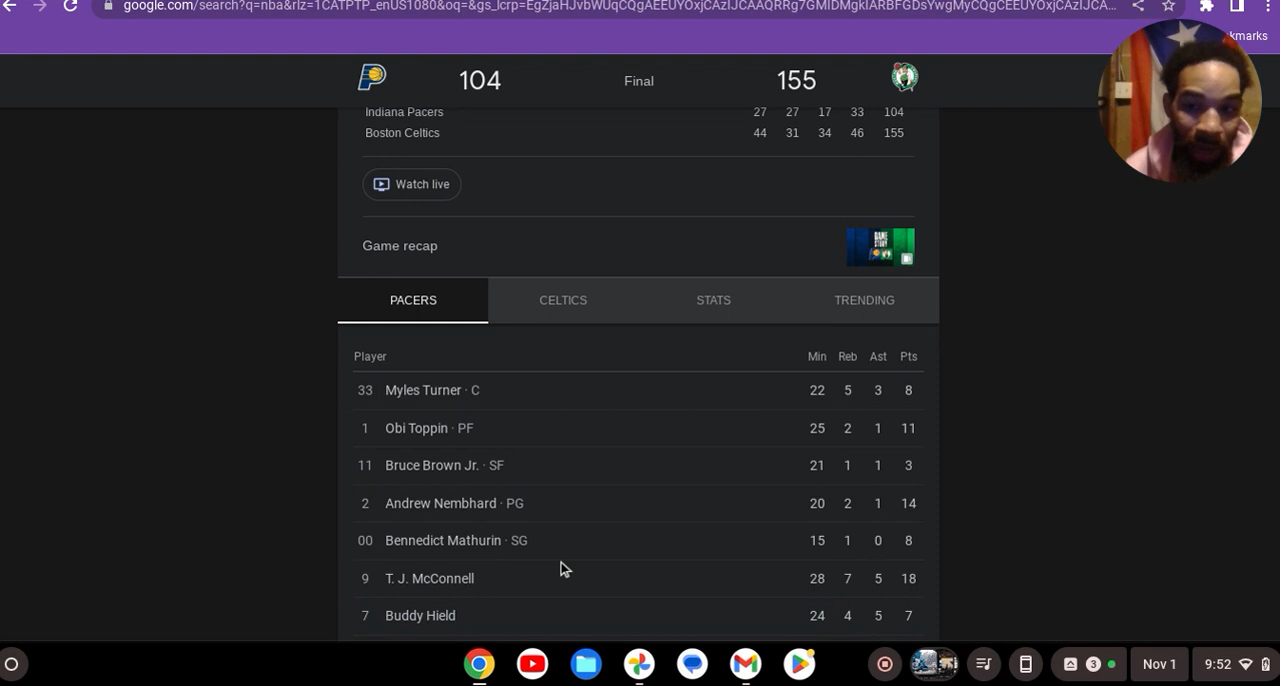 google.com/search?q=nba&rlz=1CATPTP_enUS1080&oq=&gs_lcrp=EgZjaHJvbWUqCQgAEEUYOxjCAzIJCAAQRRg7GMIDMgkIARBFGDsYwgMyCQgCEEUYOxjCAzIJCA...
kmarks
104 Final 155
Indiana Pacers 27 27 17 33 104
Boston Celtics 44 31 34 46 155
Watch live
Game recap
GAME STORY
PACERS CELTICS STATS TRENDING
Player Min Reb Ast Pts
33 Myles Turner · C 22 5 3 8
1 Obi Toppin · PF 25 2 1 11
11 Bruce Brown Jr. · SF 21 1 1 3
2 Andrew Nembhard · PG 20 2 1 14
00 Bennedict Mathurin · SG 15 1 0 8
9 T. J. McConnell 28 7 5 18
7 Buddy Hield 24 4 5 7
3 Nov 1 9:52